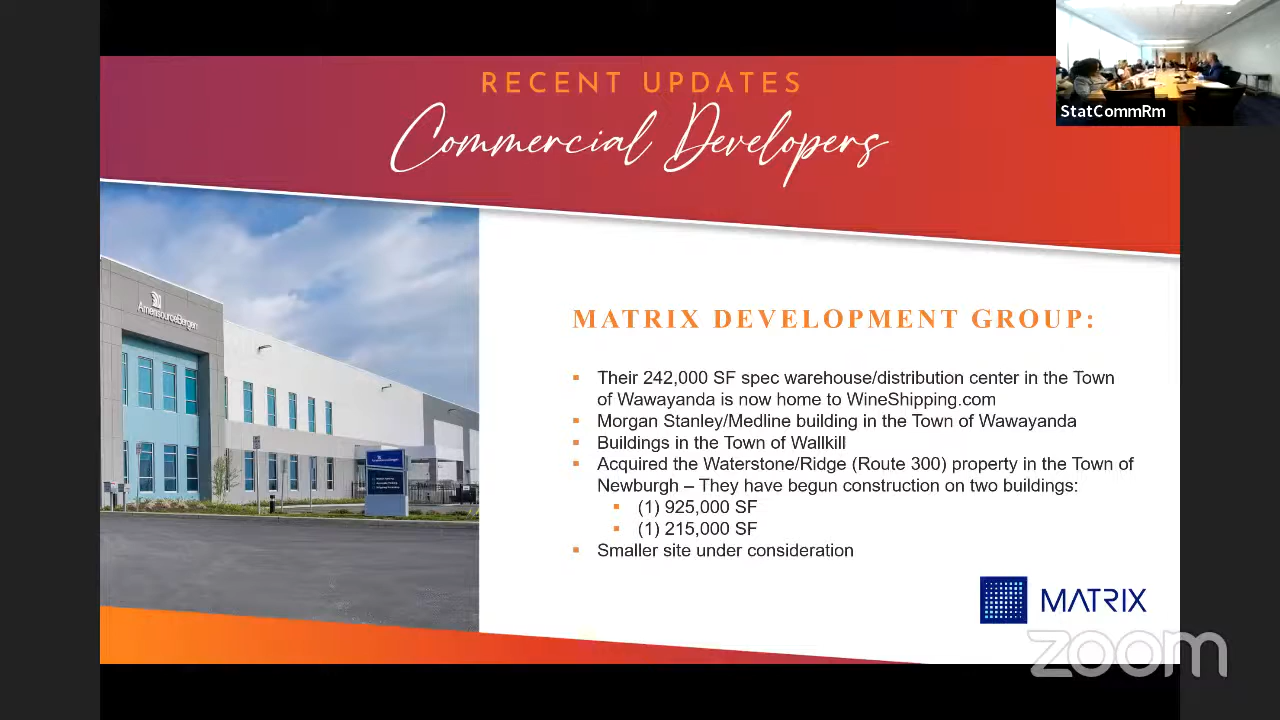 RECENT UPDATES
Commercial Developers
StatCommRm
AmerisourceBergen
MATRIX DEVELOPMENT GROUP:
Their 242,000 SF spec warehouse/distribution center in the Town
of Wawayanda is now home to WineShipping.com
Morgan Stanley/Medline building in the Town of Wawayanda
Buildings in the Town of Wallkill
Acquired the Waterstone/Ridge (Route 300) property in the Town of
Newburgh – They have begun construction on two buildings:
(1) 925,000 SF
(1) 215,000 SF
Smaller site under consideration
MATRIX
zoom